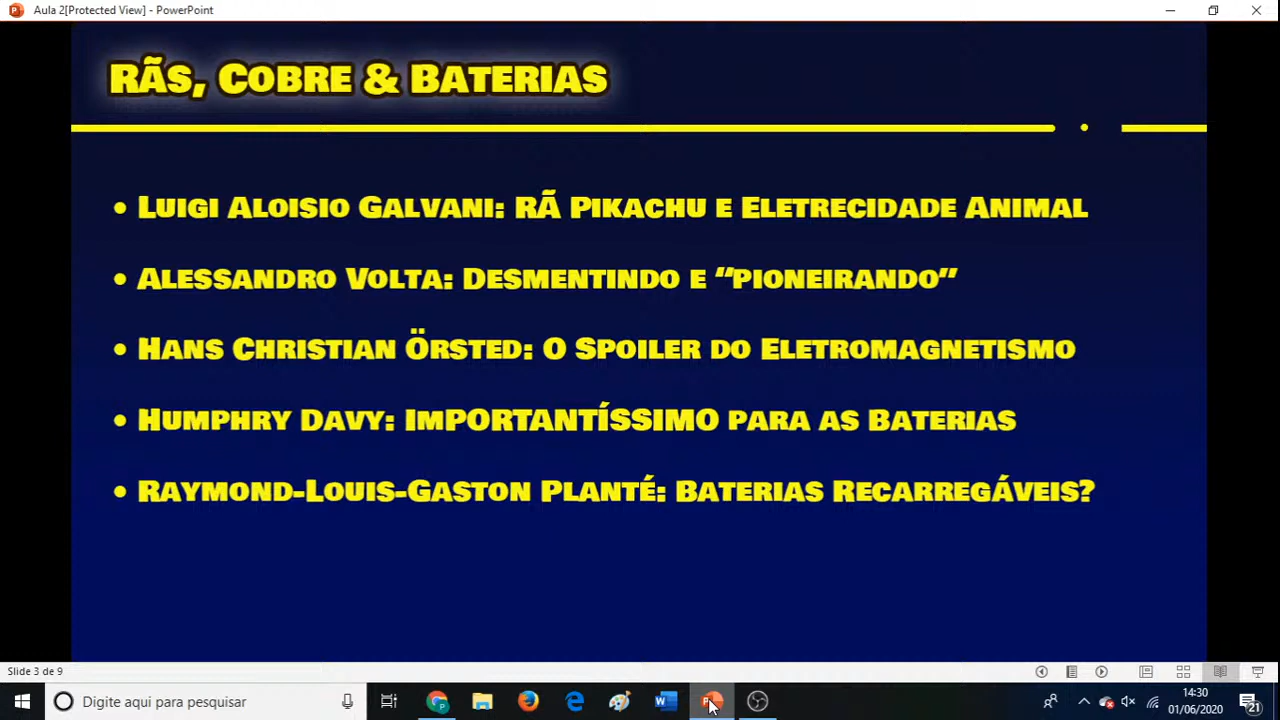 Aula 2[Protected View] - PowerPoint
Rãs, Cobre & Baterias
• Luigi Aloisio Galvani: RÃ Pikachu e Eletrecidade Animal
• Alessandro Volta: Desmentindo e “pioneirando”
• Hans Christian Örsted: O Spoiler do Eletromagnetismo
• Humphry Davy: ImPORTANTÍSSIMO para as Baterias
• Raymond-Louis-Gaston Planté: Baterias Recarregáveis?
Slide 3 de 9
Digite aqui para pesquisar
14:30
01/06/2020
21